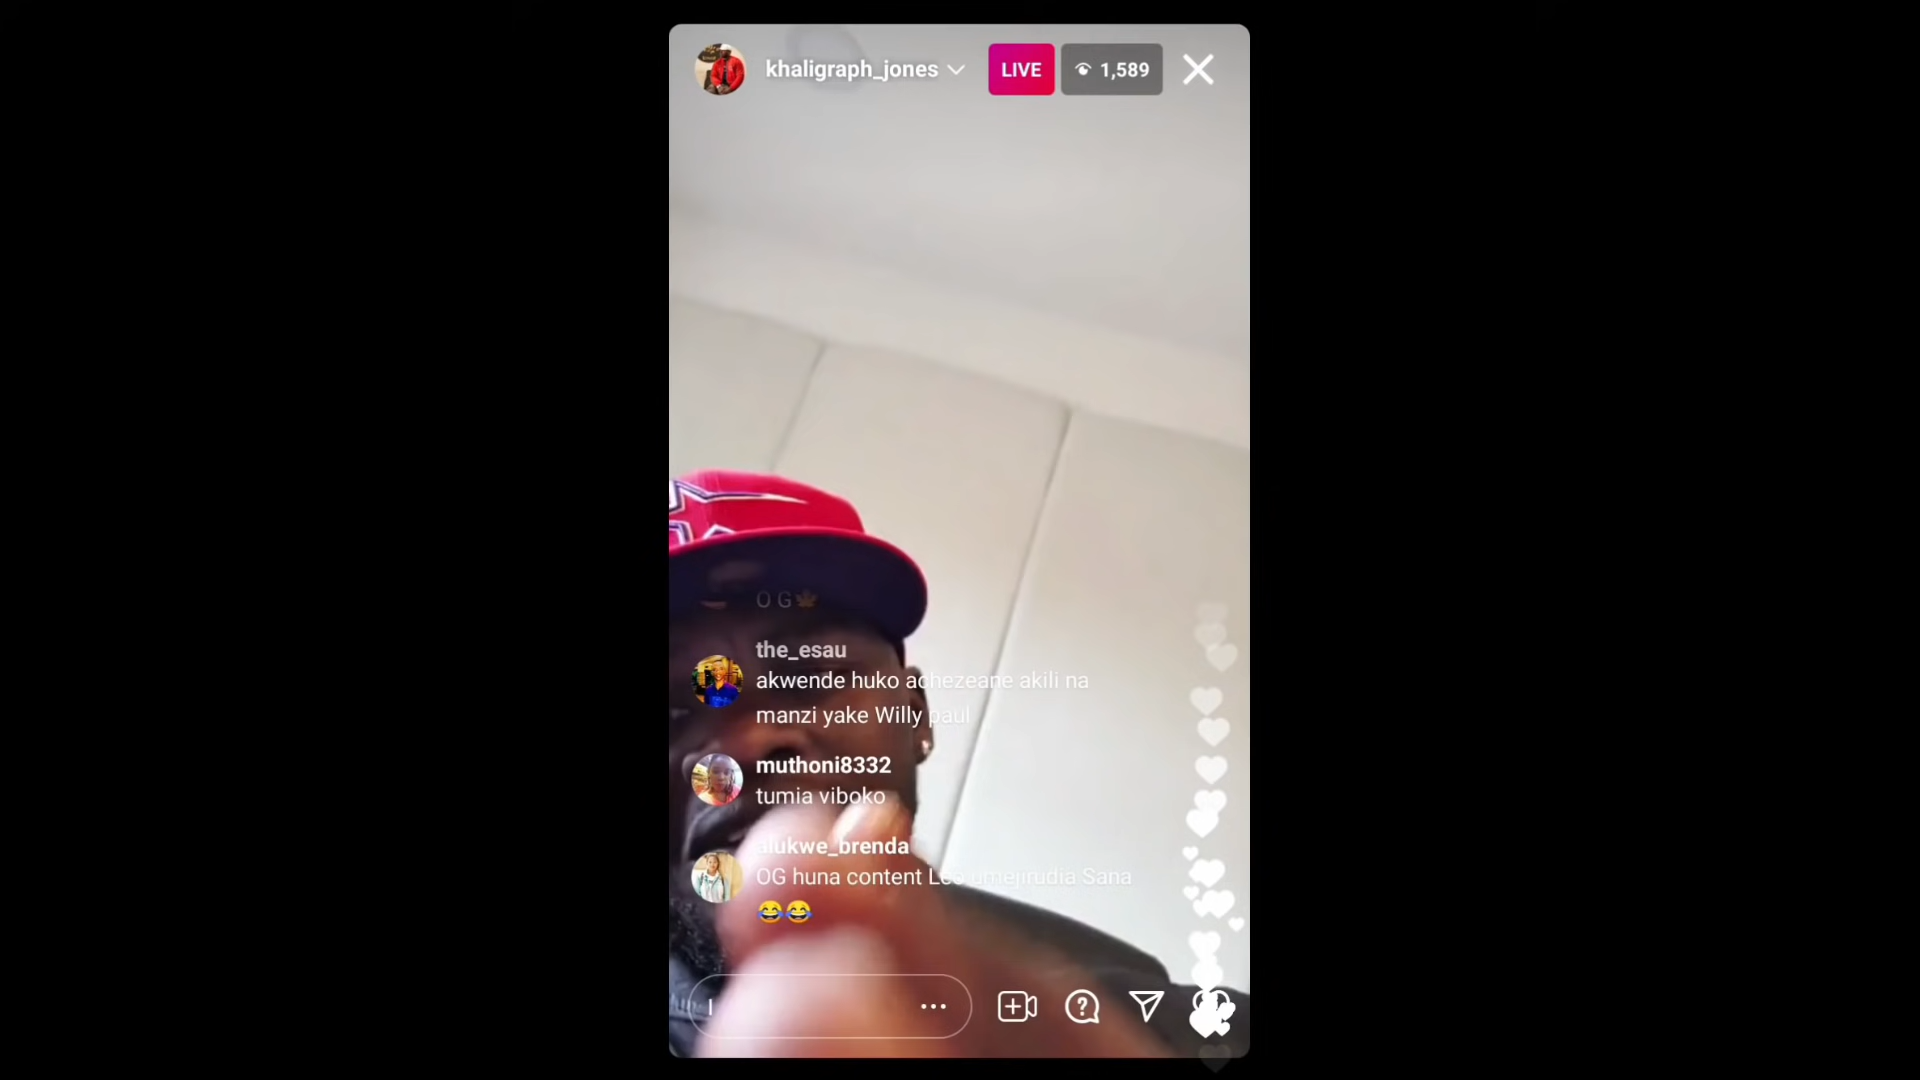 khaligraph_jones
LIVE
1,589
O G🍁
the_esau
akwende huko achezeane akili na
manzi yake Willy paul
muthoni8332
tumia viboko
alukwe_brenda
OG huna content Leo umejirudia Sana
😂😂